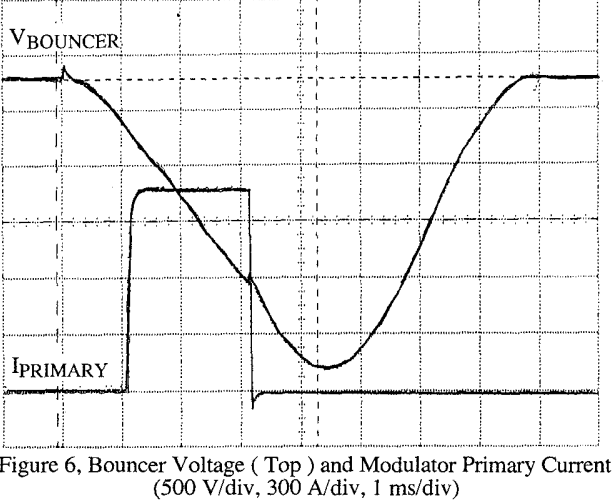 VBOUNCER
IPRIMARY
Figure 6, Bouncer Voltage ( Top ) and Modulator Primary Current
(500 V/div, 300 A/div, 1 ms/div)